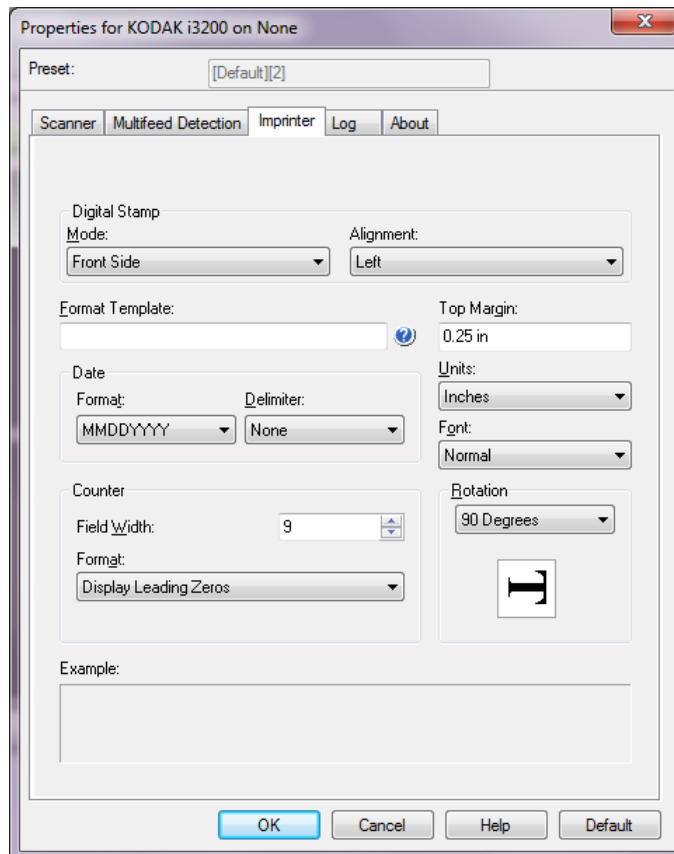 Properties for KODAK i3200 on None
Preset: [Default][2]
Scanner Multifeed Detection Imprinter Log About
Digital Stamp
Mode: Alignment:
Front Side Left
Format Template: Top Margin:
0.25 in
Date Units:
Format: Delimiter: Inches
MMDDYYYY None Font:
Normal
Counter Rotation
Field Width: 9 90 Degrees
Format:
Display Leading Zeros
T
Example:
OK Cancel Help Default